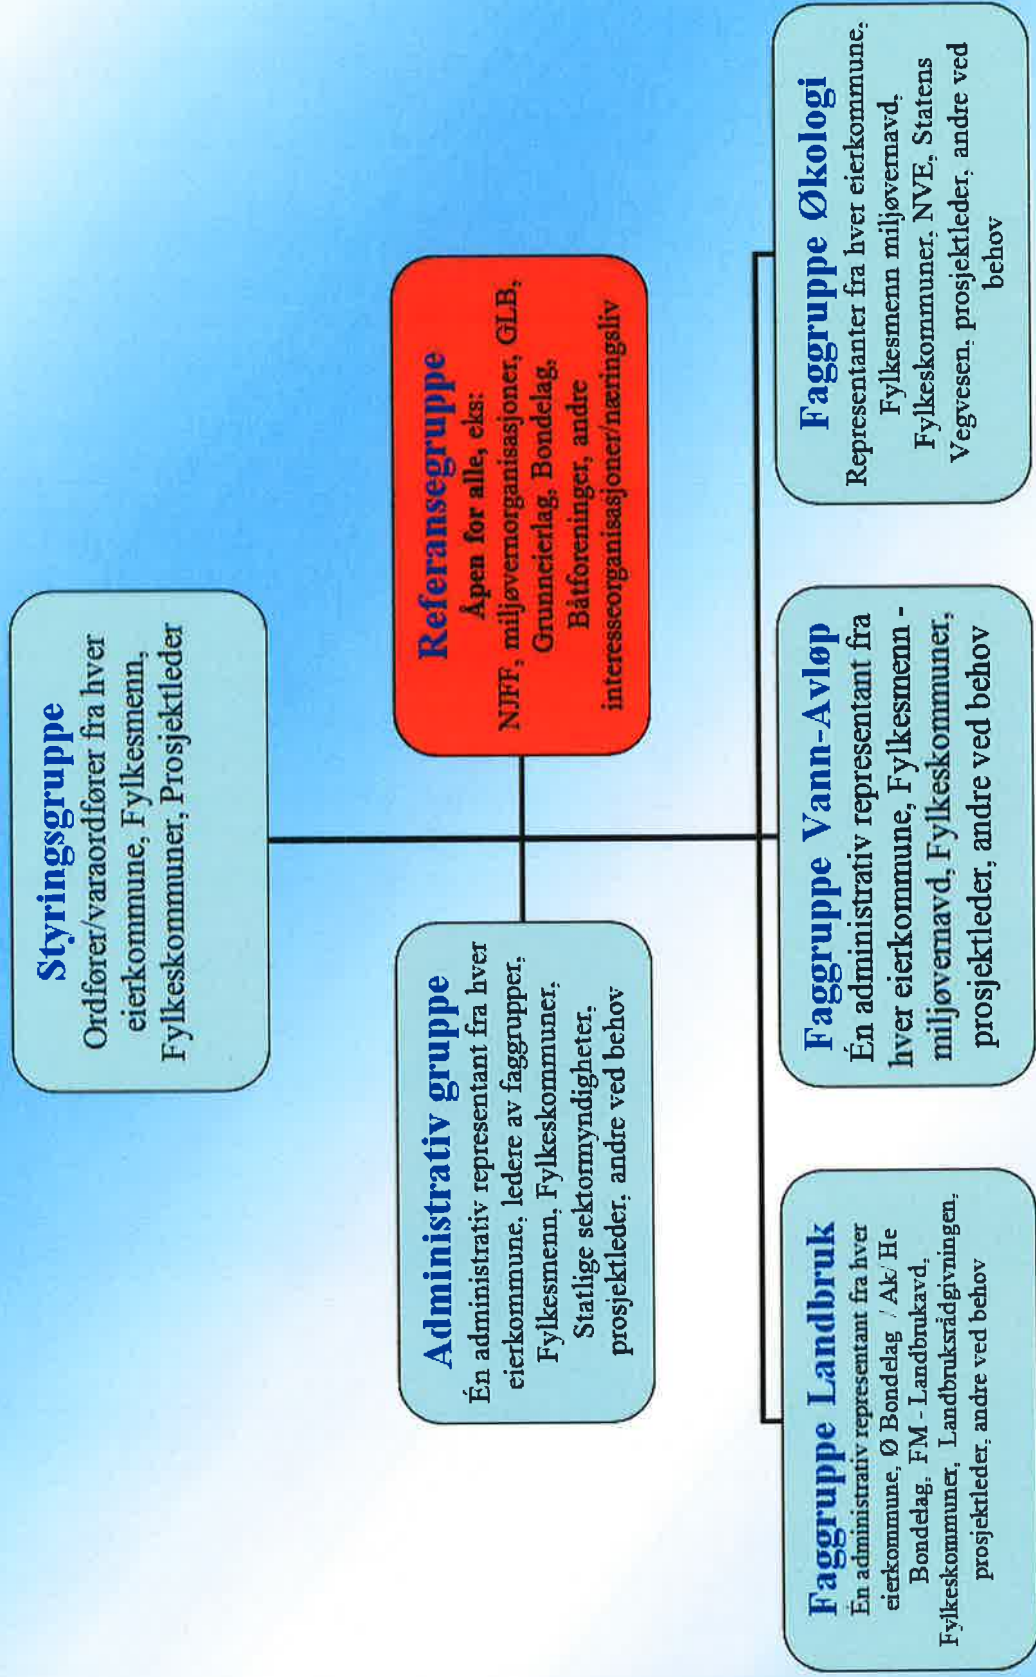 Styringsgruppe
Ordfører/varaordfører fra hver
eierkommune, Fylkesmenn,
Fylkeskommuner, Prosjektleder
Administrativ gruppe
Én administrativ representant fra hver
eierkommune, ledere av faggrupper,
Fylkesmenn, Fylkeskommuner,
Statlige sektormyndigheter,
prosjektleder, andre ved behov
Referansegruppe
Åpen for alle, eks:
NJFF, miljøvernorganisasjoner, GLB,
Grunneierlag, Bondelag,
Båtforeninger, andre
interesseorganisasjoner/næringsliv
Faggruppe Landbruk
Én administrativ representant fra hver
eierkommune, Ø Bondelag / Ak/ He
Bondelag, FM - Landbrukavd,
Fylkeskommuner, Landbruksrådgivningen,
prosjektleder, andre ved behov
Faggruppe Vann-Avløp
Én administrativ representant fra
hver eierkommune, Fylkesmenn -
miljøvernavd, Fylkeskommuner,
prosjektleder, andre ved behov
Faggruppe Økologi
Representanter fra hver eierkommune,
Fylkesmenn miljøvernavd,
Fylkeskommuner, NVE, Statens
Vegvesen, prosjektleder, andre ved
behov